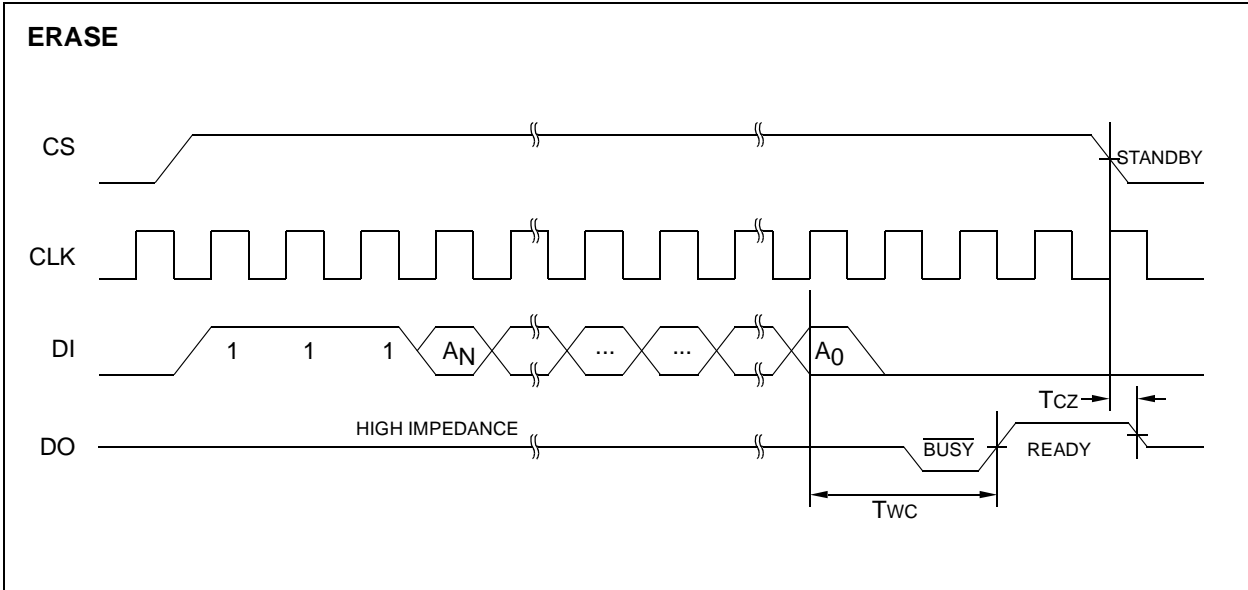 ERASE
CS
STANDBY
CLK
DI
1 1 1 AN ... ... A0
TCZ
HIGH IMPEDANCE
DO
BUSY
READY
TWC